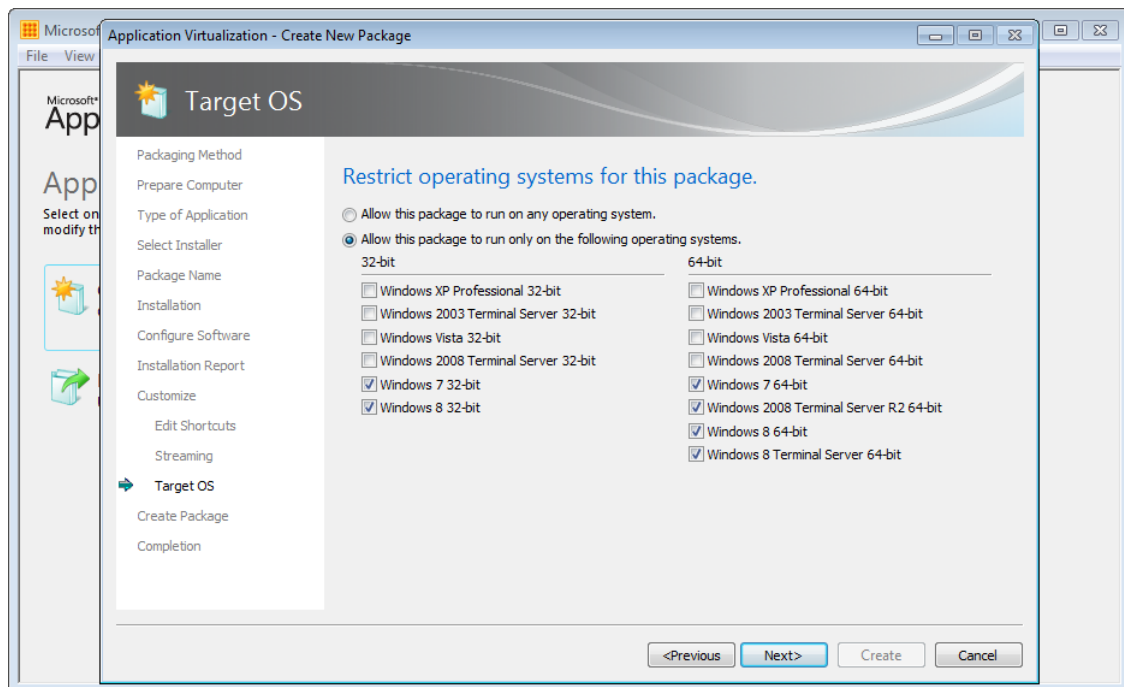 Microsof
Application Virtualization - Create New Package
File View
Microsoft*
App
App
Select on
modify th
Target OS
Packaging Method
Prepare Computer
Type of Application
Select Installer
Package Name
Installation
Configure Software
Installation Report
Customize
Edit Shortcuts
Streaming
Target OS
Create Package
Completion
Restrict operating systems for this package.
Allow this package to run on any operating system.
Allow this package to run only on the following operating systems.
32-bit
Windows XP Professional 32-bit
Windows 2003 Terminal Server 32-bit
Windows Vista 32-bit
Windows 2008 Terminal Server 32-bit
Windows 7 32-bit
Windows 8 32-bit
64-bit
Windows XP Professional 64-bit
Windows 2003 Terminal Server 64-bit
Windows Vista 64-bit
Windows 2008 Terminal Server 64-bit
Windows 7 64-bit
Windows 2008 Terminal Server R2 64-bit
Windows 8 64-bit
Windows 8 Terminal Server 64-bit
<Previous
Next>
Create
Cancel